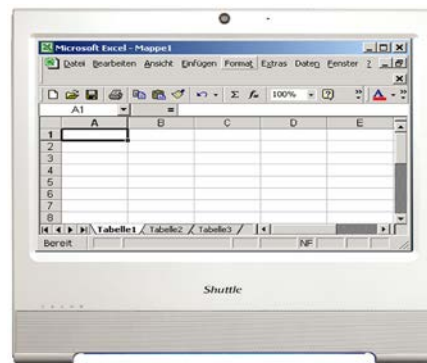 Microsoft Excel - Mappe1
Datei Bearbeiten Ansicht Einfügen Format Extras Daten Fenster ?
100%
A1 =
A B C D E
1
2
3
4
5
6
7
8
Tabelle1 Tabelle2 Tabelle3
Bereit NF
Shuttle